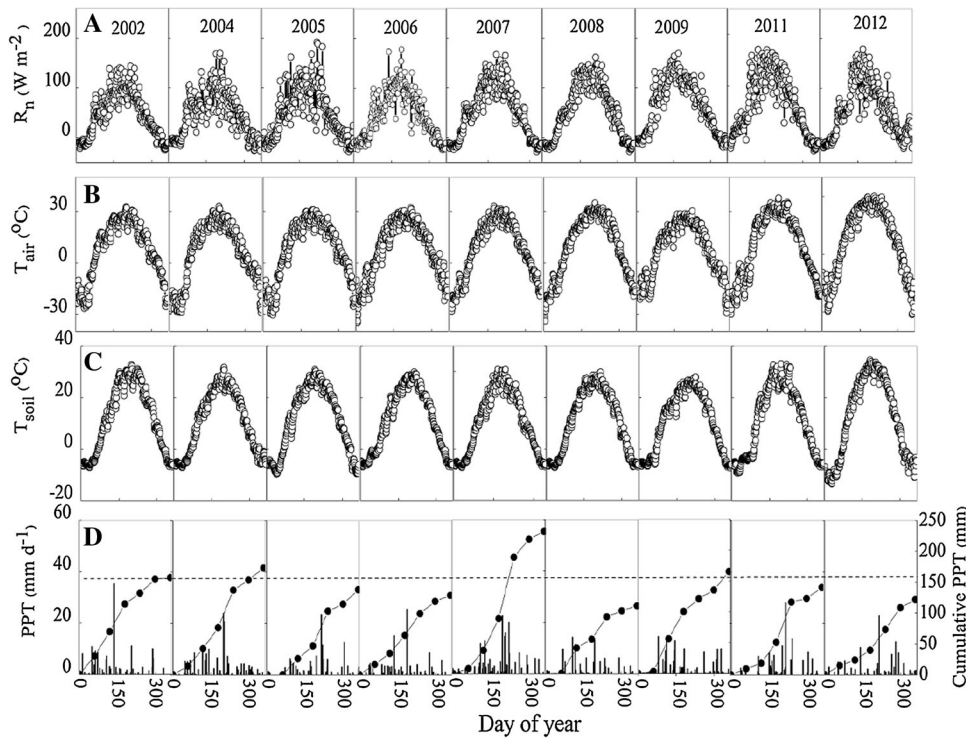 A
2002 2004 2005 2006 2007 2008 2009 2011 2012
Rn (W m-2)
200
100
0
B
Tair (OC)
30
0
-30
C
Tsoil (OC)
40
20
0
-20
D
PPT (mm d-1)
60
40
20
0
Cumulative PPT (mm)
250
200
150
100
50
0
0 150 300 0 150 300 0 150 300 0 150 300 0 150 300 0 150 300 0 150 300 0 150 300 0 150 300
Day of year